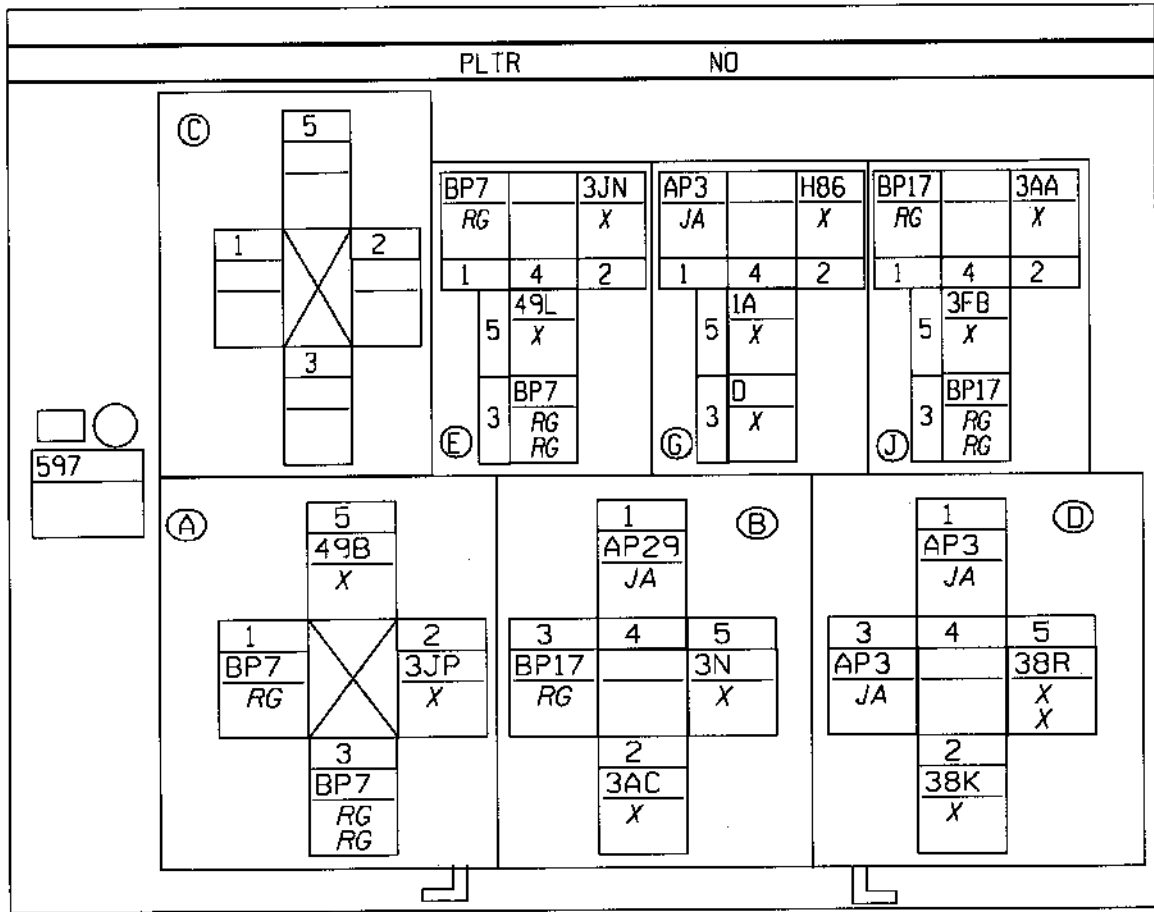 PLTR NO
C
5
1 2
3
BP7 3JN
RG X
1 4 2
49L
5 X
BP7
3 RG
RG
E
AP3 H86
JA X
1 4 2
1A
5 X
D
3 X
G
BP17 3AA
RG X
1 4 2
3FB
5 X
BP17
3 RG
RG
J
597
A
5
49B
X
1 2
BP7 3JP
RG X
3
BP7
RG
RG
B
1
AP29
JA
3 4 5
BP17 3N
RG X
2
3AC
X
D
1
AP3
JA
3 4 5
AP3 38R
JA X
X
2
38K
X